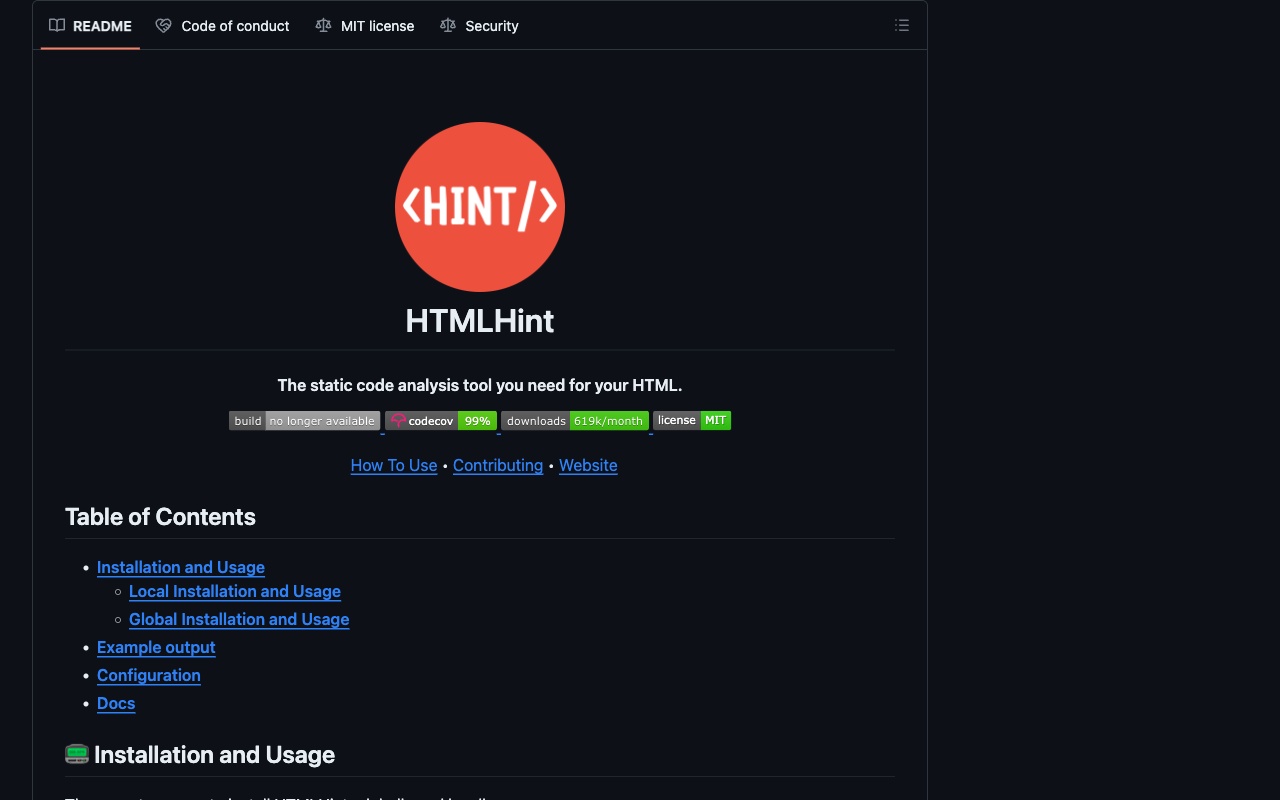 README Code of conduct MIT license Security
<HINT/>
HTMLHint
The static code analysis tool you need for your HTML.
build no longer available codecov 99% downloads 619k/month license MIT
How To Use • Contributing • Website
Table of Contents
• Installation and Usage
◦ Local Installation and Usage
◦ Global Installation and Usage
• Example output
• Configuration
• Docs
Installation and Usage